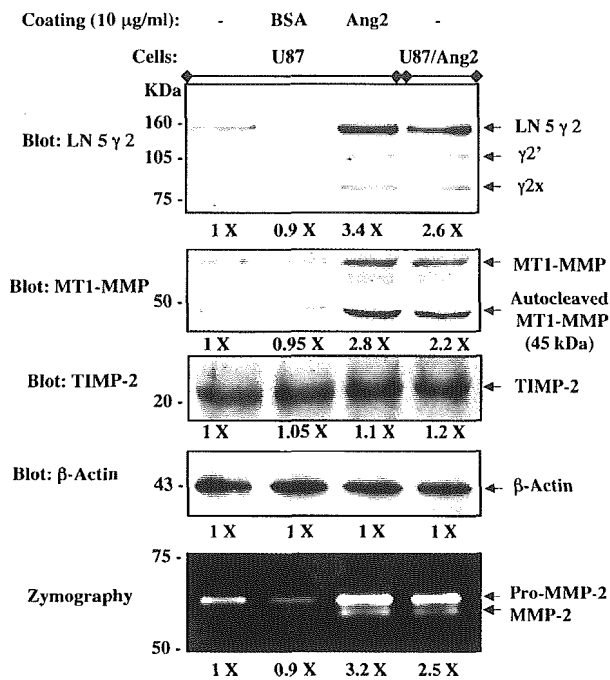 Coating (10 µg/ml): - BSA Ang2 -
Cells: U87 U87/Ang2
KDa
160 -
Blot: LN 5 γ 2
LN 5 γ2
105 -
γ2'
75 -
γ2x
1 X 0.9 X 3.4 X 2.6 X
Blot: MT1-MMP
MT1-MMP
50 -
Autocleaved
MT1-MMP
(45 kDa)
1 X 0.95 X 2.8 X 2.2 X
Blot: TIMP-2
TIMP-2
20 -
1 X 1.05 X 1.1 X 1.2 X
Blot: β-Actin
43 -
β-Actin
1 X 1 X 1 X 1 X
75 -
Zymography
Pro-MMP-2
MMP-2
50 -
1 X 0.9 X 3.2 X 2.5 X